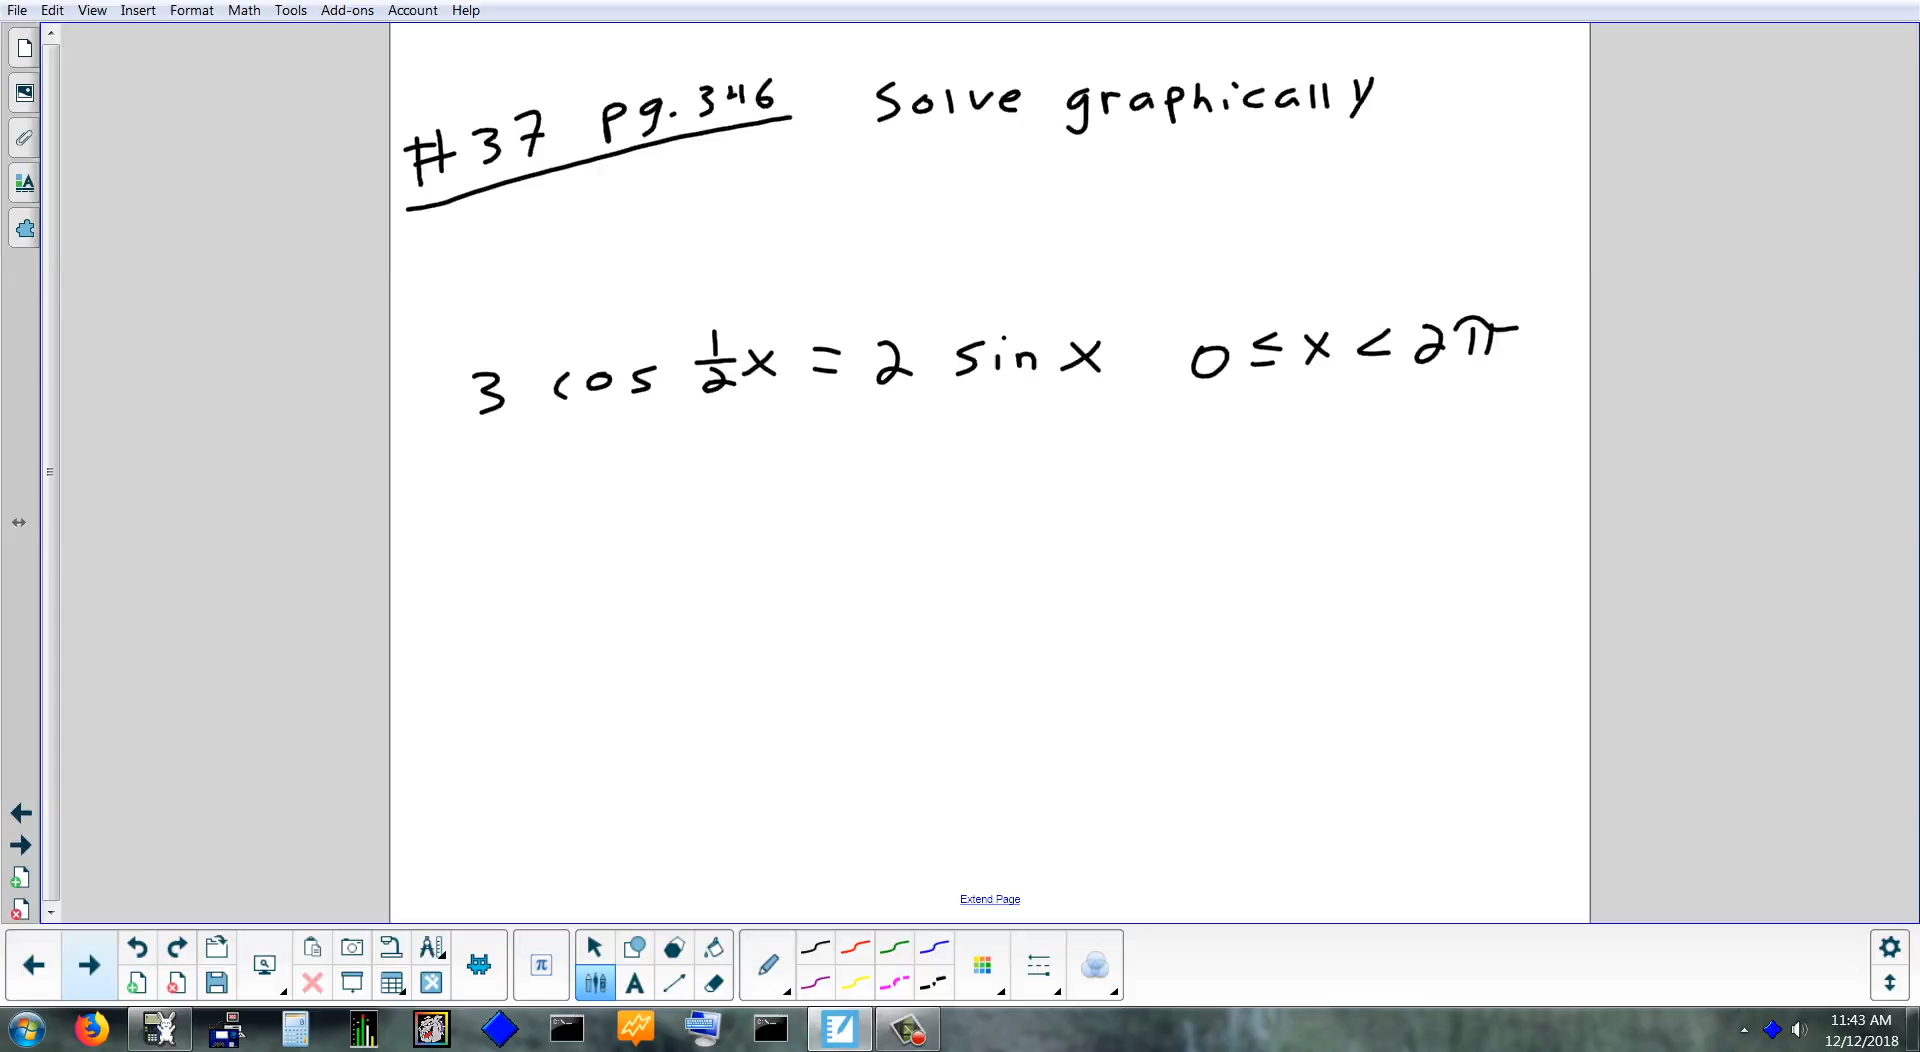 File Edit View Insert Format Math Tools Add-ons Account Help
#37 pg. 346 Solve graphically
3 cos 1/2 x = 2 sin x 0 ≤ x < 2π
Extend Page
11:43 AM
12/12/2018